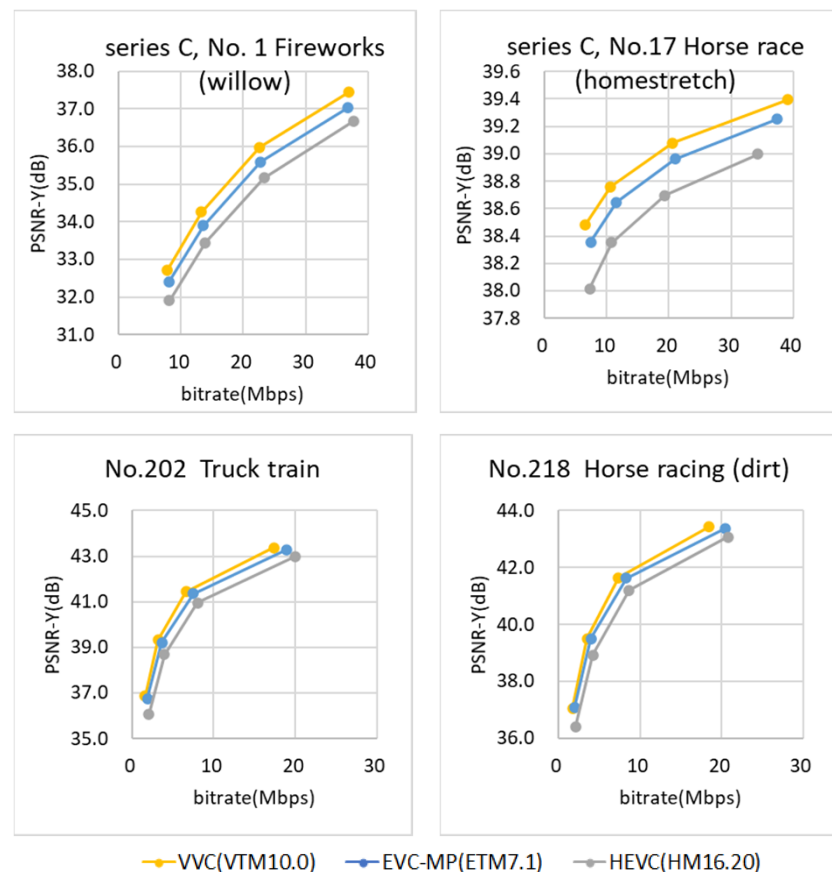 series C, No. 1 Fireworks
(willow)
38.0
37.0
36.0
35.0
34.0
33.0
32.0
31.0
PSNR-Y(dB)
0 10 20 30 40
bitrate(Mbps)
series C, No.17 Horse race
(homestretch)
39.6
39.4
39.2
39.0
38.8
38.6
38.4
38.2
38.0
37.8
PSNR-Y(dB)
0 10 20 30 40
bitrate(Mbps)
No.202 Truck train
45.0
43.0
41.0
39.0
37.0
35.0
PSNR-Y(dB)
0 10 20 30
bitrate(Mbps)
No.218 Horse racing (dirt)
44.0
42.0
40.0
38.0
36.0
PSNR-Y(dB)
0 10 20 30
bitrate(Mbps)
VVC(VTM10.0) EVC-MP(ETM7.1) HEVC(HM16.20)